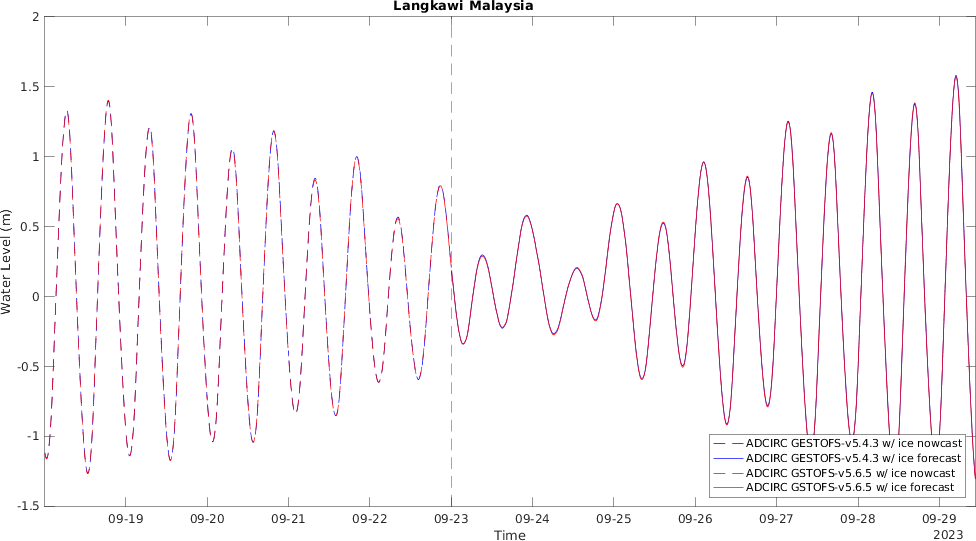 Langkawi Malaysia
2
1.5
1
0.5
0
-0.5
-1
-1.5
Water Level (m)
ADCIRC GESTOFS-v5.4.3 w/ ice nowcast
ADCIRC GESTOFS-v5.4.3 w/ ice forecast
ADCIRC GSTOFS-v5.6.5 w/ ice nowcast
ADCIRC GSTOFS-v5.6.5 w/ ice forecast
09-19 09-20 09-21 09-22 09-23 09-24 09-25 09-26 09-27 09-28 09-29
Time
2023